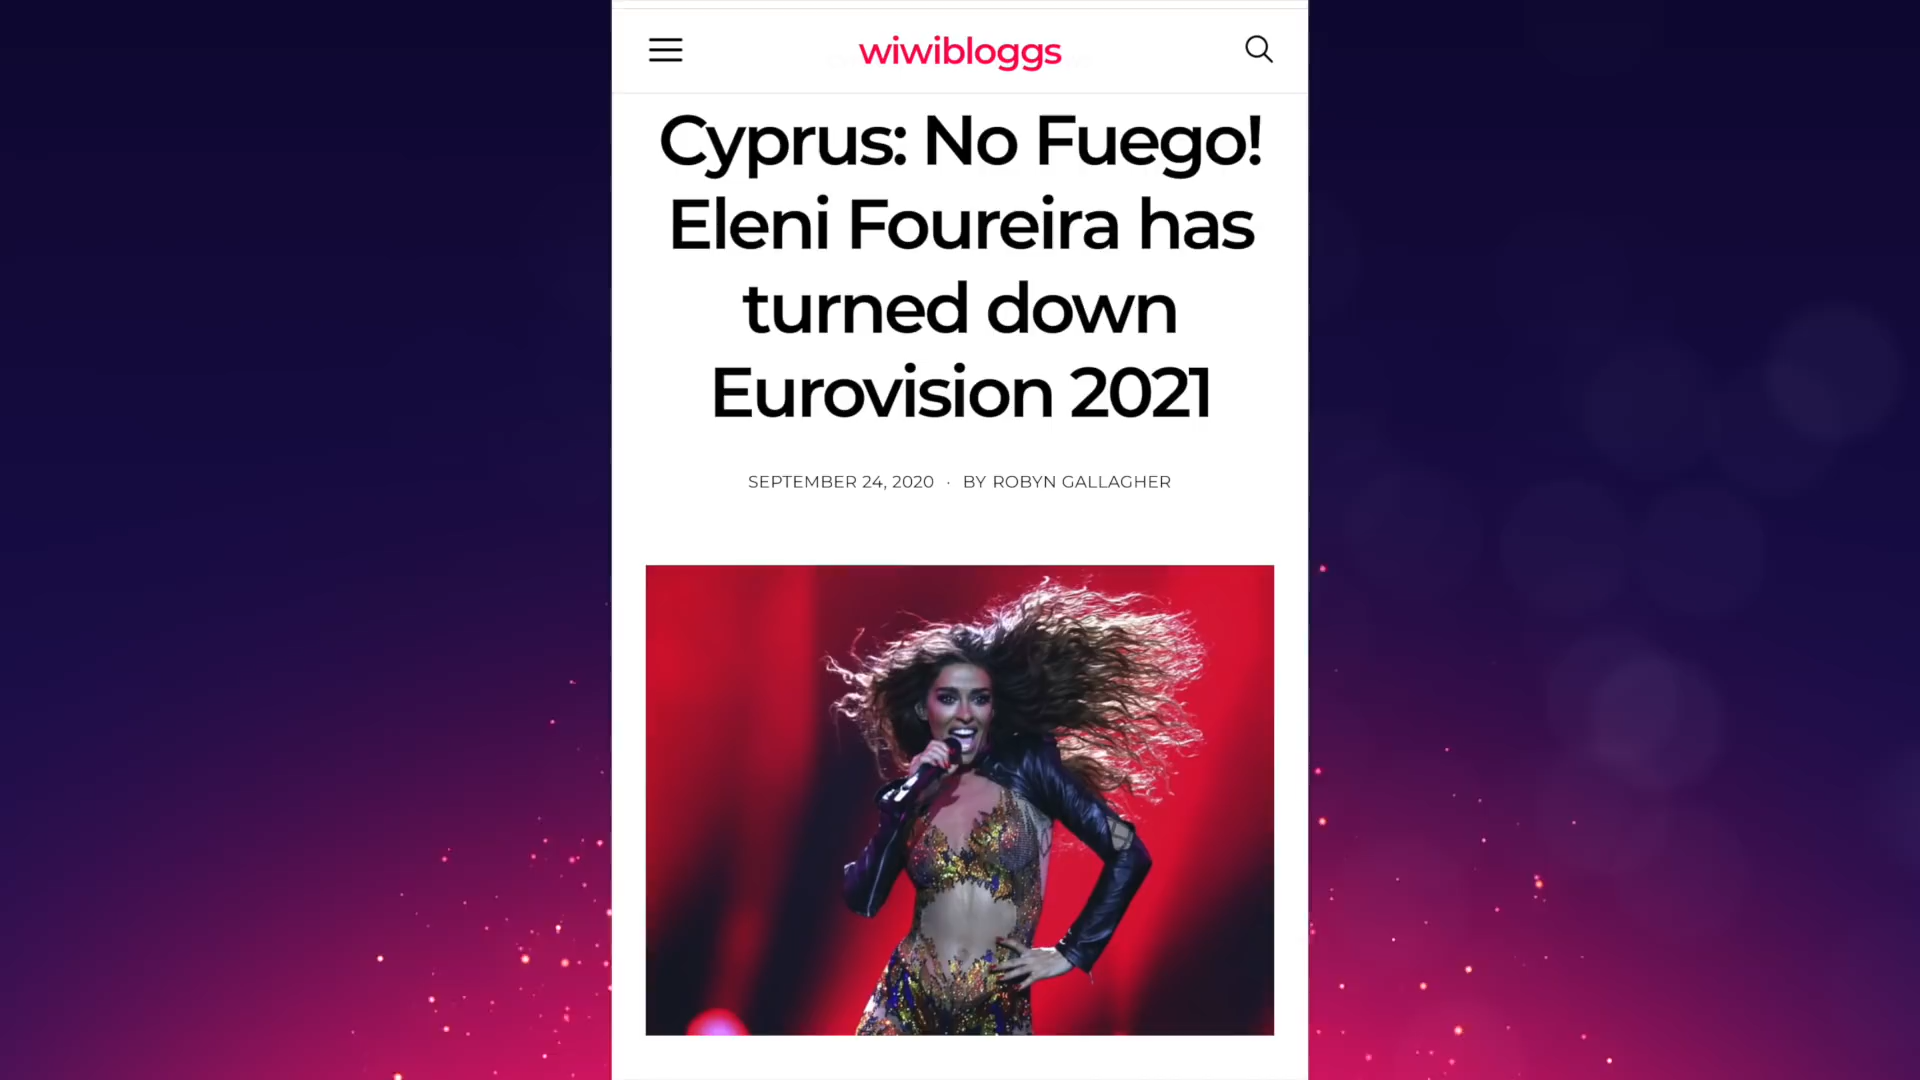 wiwibloggs
Cyprus: No Fuego!
Eleni Foureira has
turned down
Eurovision 2021
SEPTEMBER 24, 2020 · BY ROBYN GALLAGHER